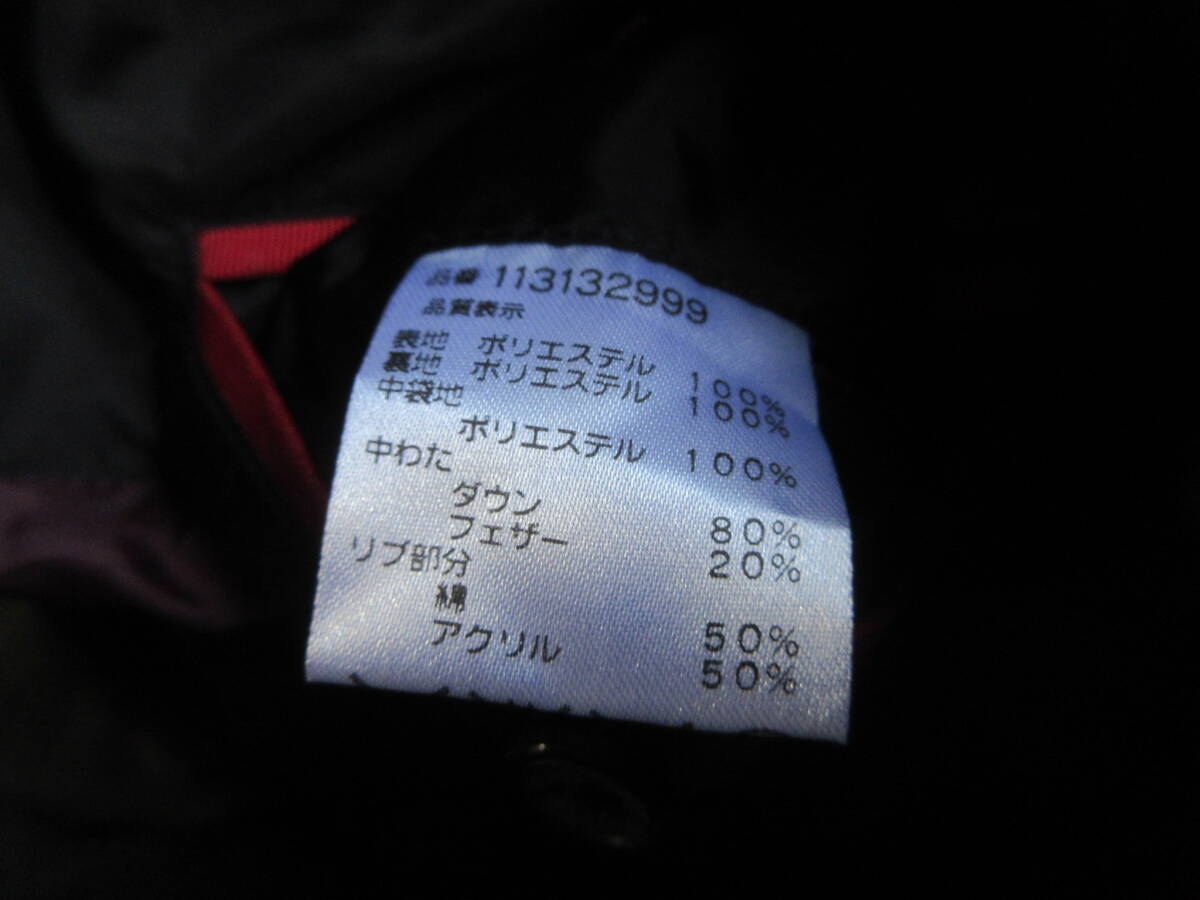 品番 113132999
品質表示
表地 ポリエステル 100%
裏地 ポリエステル 100%
中袋地
ポリエステル 100%
中わた
ダウン 80%
フェザー 20%
リブ部分
綿 50%
アクリル 50%